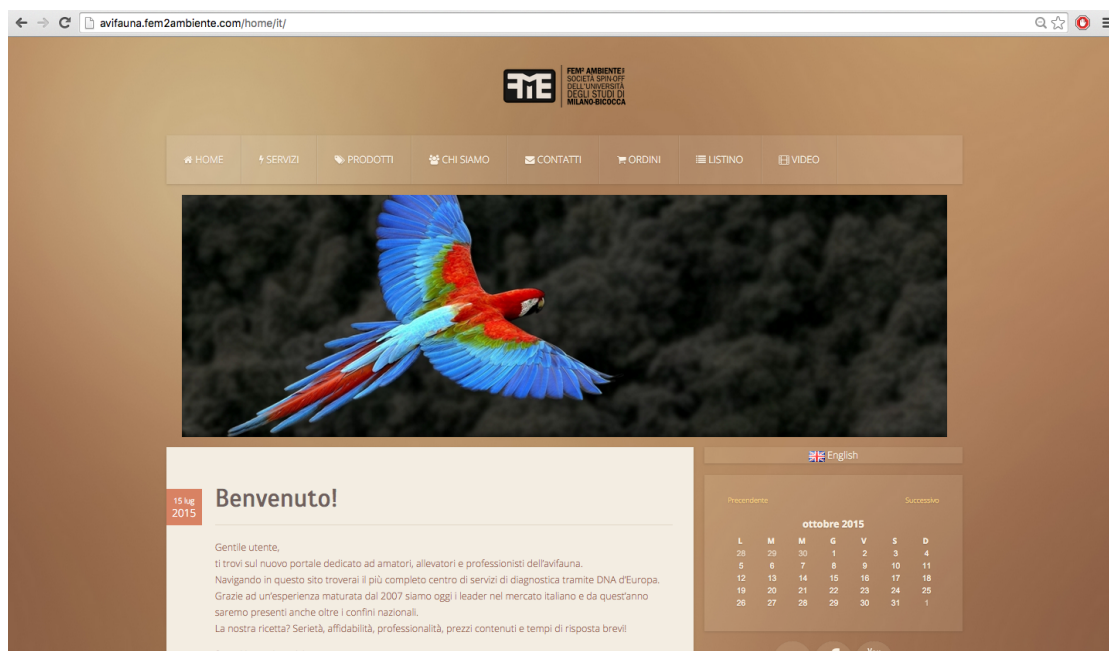 avifauna.fem2ambiente.com/home/it/
FEM² AMBIENTE
SOCIETÀ SPIN-OFF
DELL'UNIVERSITÀ
DEGLI STUDI DI
MILANO-BICOCCA
HOME SERVIZI PRODOTTI CHI SIAMO CONTATTI ORDINI LISTINO VIDEO
English
15 lug
2015
Benvenuto!
Gentile utente,
ti trovi sul nuovo portale dedicato ad amatori, allevatori e professionisti dell'avifauna.
Navigando in questo sito troverai il più completo centro di servizi di diagnostica tramite DNA d'Europa.
Grazie ad un'esperienza maturata dal 2007 siamo oggi i leader nel mercato italiano e da quest'anno
saremo presenti anche oltre i confini nazionali.
La nostra ricetta? Serietà, affidabilità, professionalità, prezzi contenuti e tempi di risposta brevi!
Precendente Successivo
ottobre 2015
L M M G V S D
28 29 30 1 2 3 4
5 6 7 8 9 10 11
12 13 14 15 16 17 18
19 20 21 22 23 24 25
26 27 28 29 30 31 1